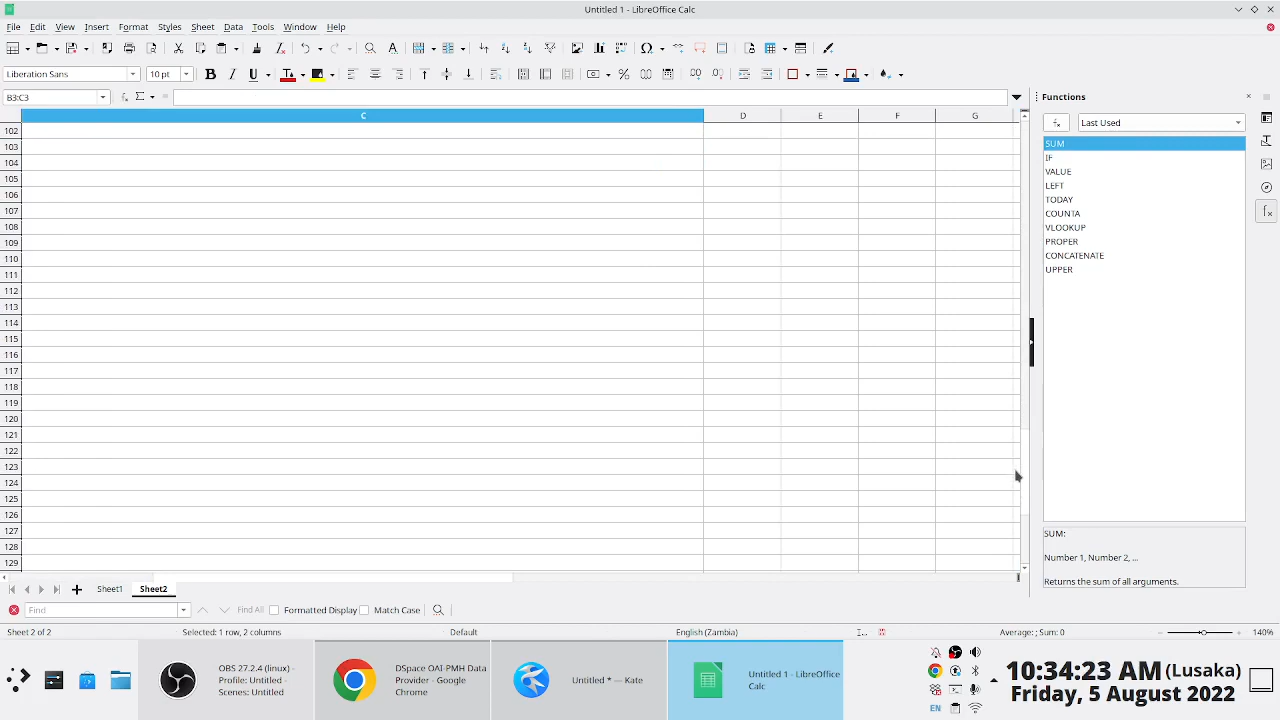 Untitled 1 - LibreOffice Calc
File Edit View Insert Format Styles Sheet Data Tools Window Help
Liberation Sans 10 pt
B3:C3
C D E F G
102
103
104
105
106
107
108
109
110
111
112
113
114
115
116
117
118
119
120
121
122
123
124
125
126
127
128
129
Functions
Last Used
SUM
IF
VALUE
LEFT
TODAY
COUNTA
VLOOKUP
PROPER
CONCATENATE
UPPER
SUM:
Number 1, Number 2, ...
Returns the sum of all arguments.
Sheet1 Sheet2
Find Find All Formatted Display Match Case
Sheet 2 of 2 Selected: 1 row, 2 columns Default English (Zambia) Average: ; Sum: 0 140%
OBS 27.2.4 (linux) -
Profile: Untitled -
Scenes: Untitled
DSpace OAI-PMH Data
Provider - Google
Chrome
Untitled * — Kate
Untitled 1 - LibreOffice
Calc
EN
10:34:23 AM (Lusaka)
Friday, 5 August 2022